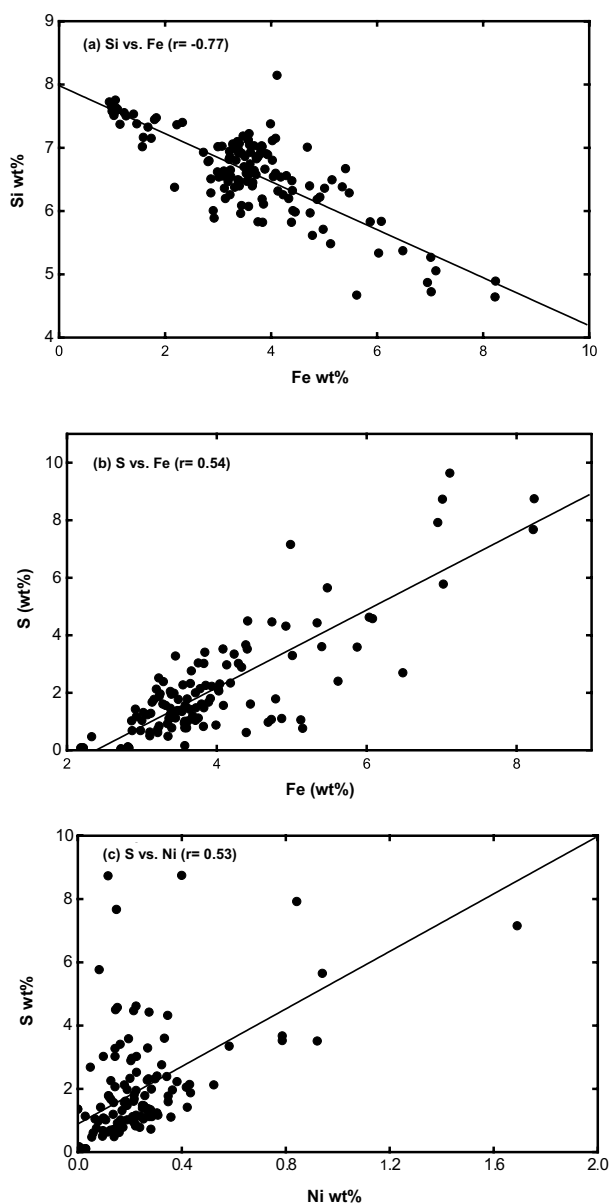 9
(a) Si vs. Fe (r= -0.77)
8
7
Si wt%
6
5
4
0 2 4 6 8 10
Fe wt%
10
(b) S vs. Fe (r= 0.54)
8
6
S (wt%)
4
2
0
2 4 6 8
Fe (wt%)
10
(c) S vs. Ni (r= 0.53)
8
6
S wt%
4
2
0
0.0 0.4 0.8 1.2 1.6 2.0
Ni wt%